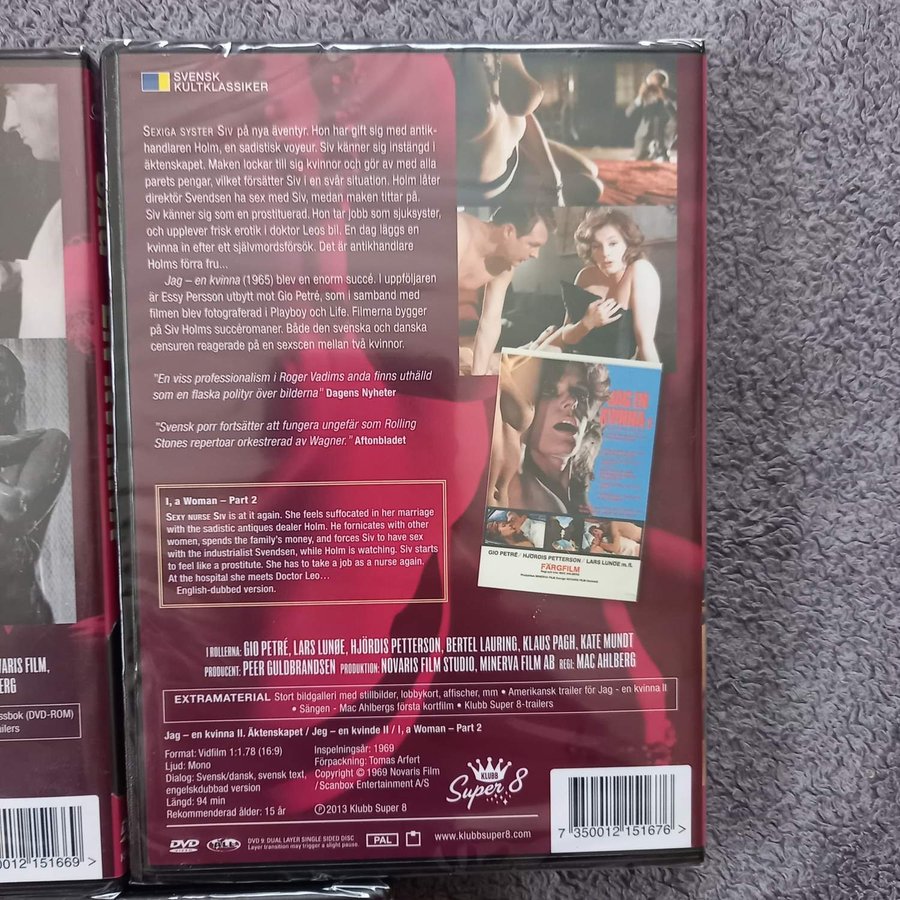 SVENSK
KULTKLASSIKER
SEXIGA SYSTER SIV på nya äventyr. Hon har gift sig med antik-
handlaren Holm, en sadistisk voyeur. Siv känner sig instängd i
äktenskapet. Maken lockar till sig kvinnor och gör av med alla
parets pengar, vilket försätter Siv i en svår situation. Holm låter
direktör Svendsen ha sex med Siv, medan maken tittar på.
Siv känner sig som en prostituerad. Hon tar jobb som sjuksyster,
och upplever frisk erotik i doktor Leos bil. En dag läggs en
kvinna in efter ett självmordsförsök. Det är antikhandlare
Holms förra fru...
Jag – en kvinna (1965) blev en enorm succé. I uppföljaren
är Essy Persson utbytt mot Gio Petré, som i samband med
filmen blev fotograferad i Playboy och Life. Filmerna bygger
på Siv Holms succéromaner. Både den svenska och danska
censuren reagerade på en sexscen mellan två kvinnor.
"En viss professionalism i Roger Vadims anda finns uthälld
som en flaska polityr över bilderna" Dagens Nyheter
"Svensk porr fortsätter att fungera ungefär som Rolling
Stones repertoar orkestrerad av Wagner." Aftonbladet
I, a Woman – Part 2
SEXY NURSE SIV is at it again. She feels suffocated in her marriage
with the sadistic antiques dealer Holm. He fornicates with other
women, spends the family's money, and forces Siv to have sex
with the industrialist Svendsen, while Holm is watching. Siv starts
to feel like a prostitute. She has to take a job as a nurse again.
At the hospital she meets Doctor Leo...
English-dubbed version.
JAG EN
KVINNA II
GIO PETRÉ / HJÖRDIS PETTERSON / LARS LUNØE m. fl.
FÄRGFILM
I ROLLERNA: GIO PETRÉ, LARS LUNØE, HJÖRDIS PETTERSON, BERTEL LAURING, KLAUS PAGH, KATE MUNDT
PRODUCENT: PEER GULDBRANDSEN PRODUKTION: NOVARIS FILM STUDIO, MINERVA FILM AB REGI: MAC AHLBERG
EXTRAMATERIAL Stort bildgalleri med stillbilder, lobbykort, affischer, mm • Amerikansk trailer för Jag - en kvinna II
• Sängen - Mac Ahlbergs första kortfilm • Klubb Super 8-trailers
Jag – en kvinna II. Äktenskapet / Jeg – en kvinde II / I, a Woman – Part 2
Format: Vidfilm 1:1.78 (16:9)
Ljud: Mono
Dialog: Svensk/dansk, svensk text,
engelskdubbad version
Längd: 94 min
Rekommenderad ålder: 15 år
Inspelningsår: 1969
Förpackning: Tomas Arfert
Copyright © 1969 Novaris Film
/ Scanbox Entertainment A/S
℗ 2013 Klubb Super 8
KLUBB
Super 8
DVD VIDEO
ALL
DVD 9: DUAL LAYER SINGLE SIDED DISC
Layer transition may trigger a slight pause.
PAL
www.klubbsuper8.com
7 350012 151676 >
VARIS FILM,
ERG
ssbok (DVD-ROM)
ailers
0012 151669 >